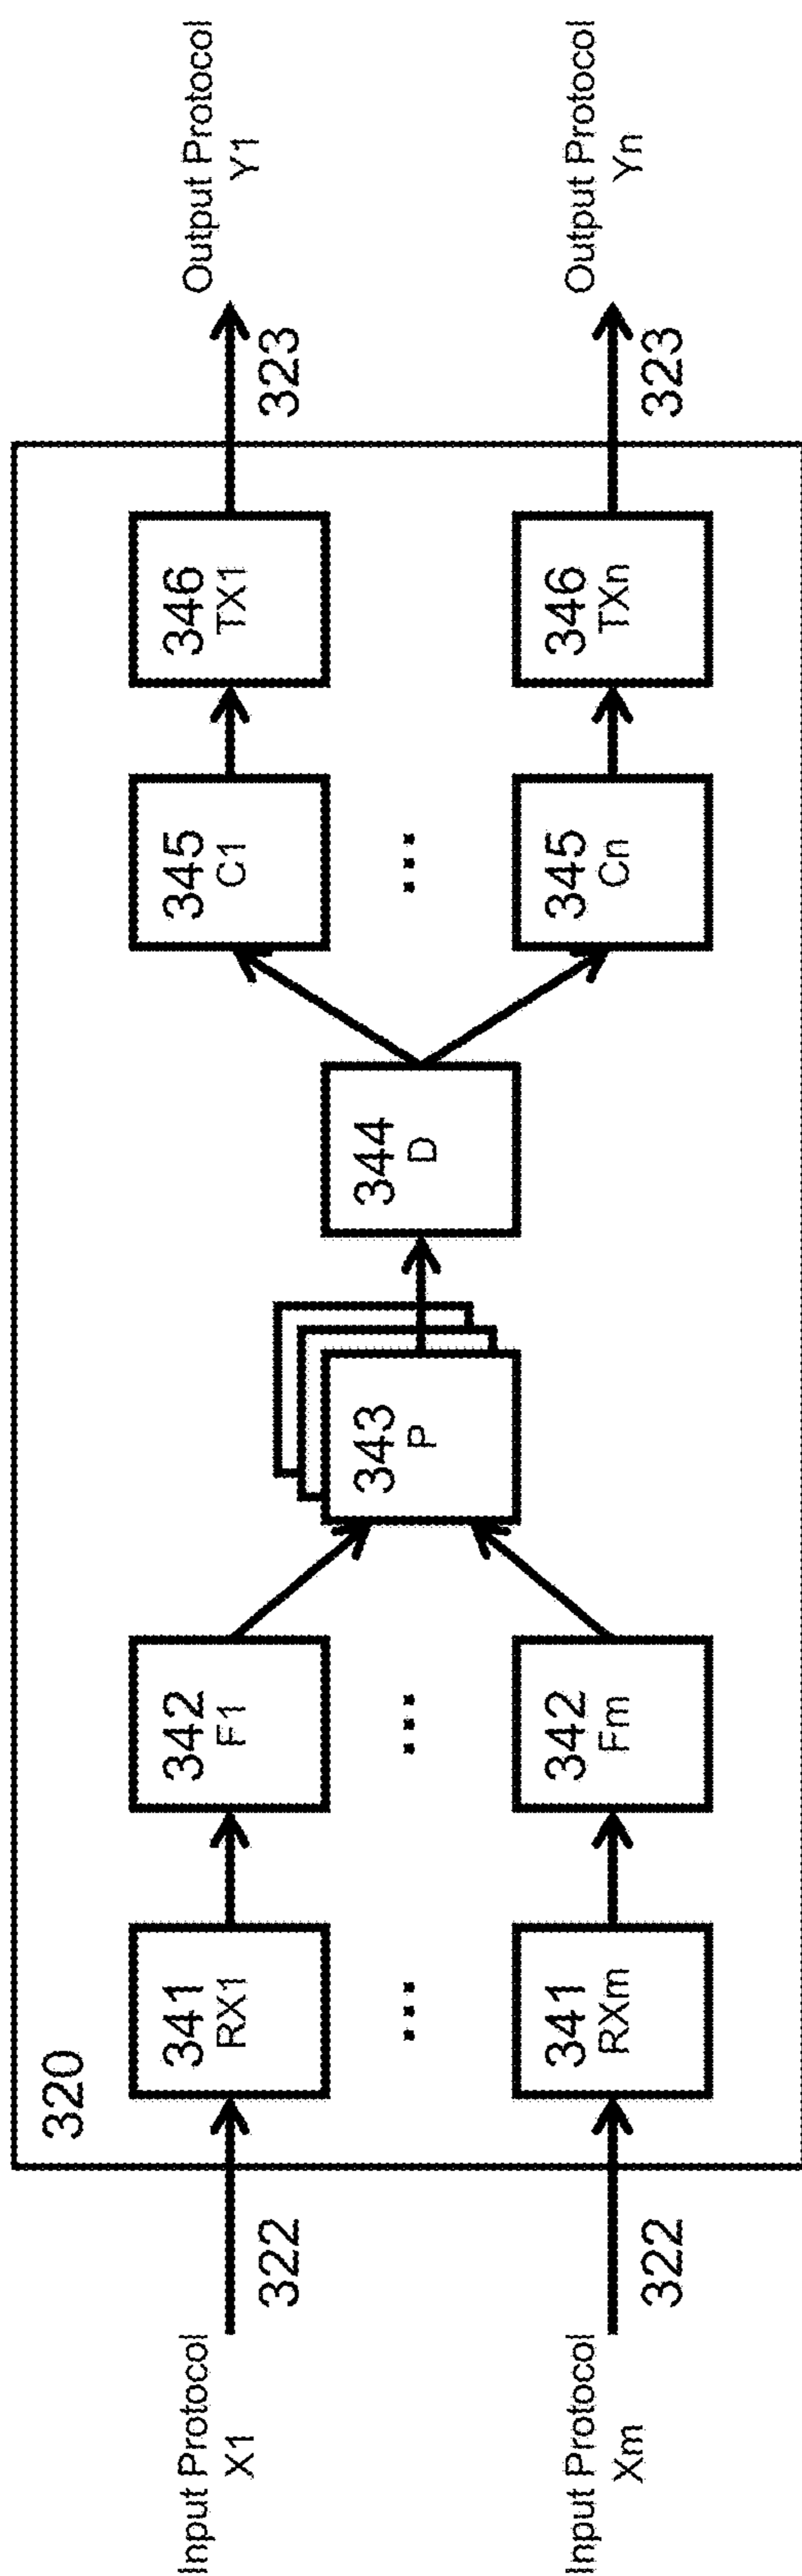 320
Input Protocol
X1
322
341
RX1
342
F1
345
C1
346
TX1
323
Output Protocol
Y1
...
...
343
P
344
D
...
Input Protocol
Xm
322
341
RXm
342
Fm
345
Cn
346
TXn
323
Output Protocol
Yn